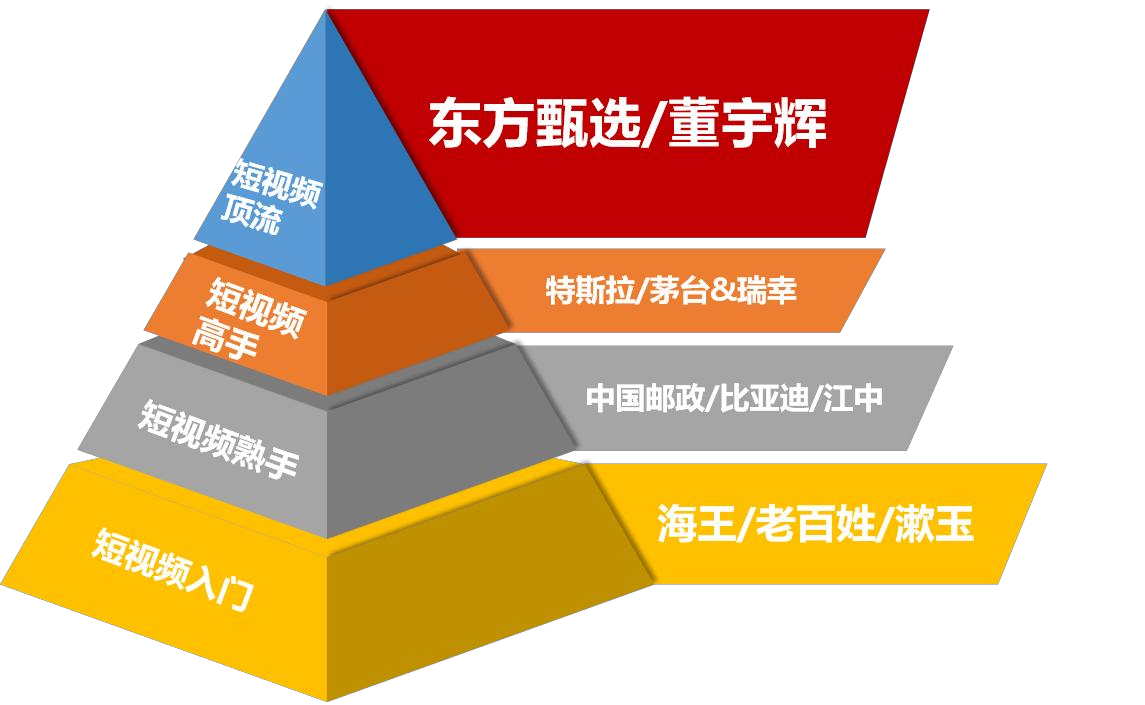 东方甄选/董宇辉
短视频
顶流
特斯拉/茅台&瑞幸
短视频
高手
中国邮政/比亚迪/江中
短视频熟手
海王/老百姓/漱玉
短视频入门